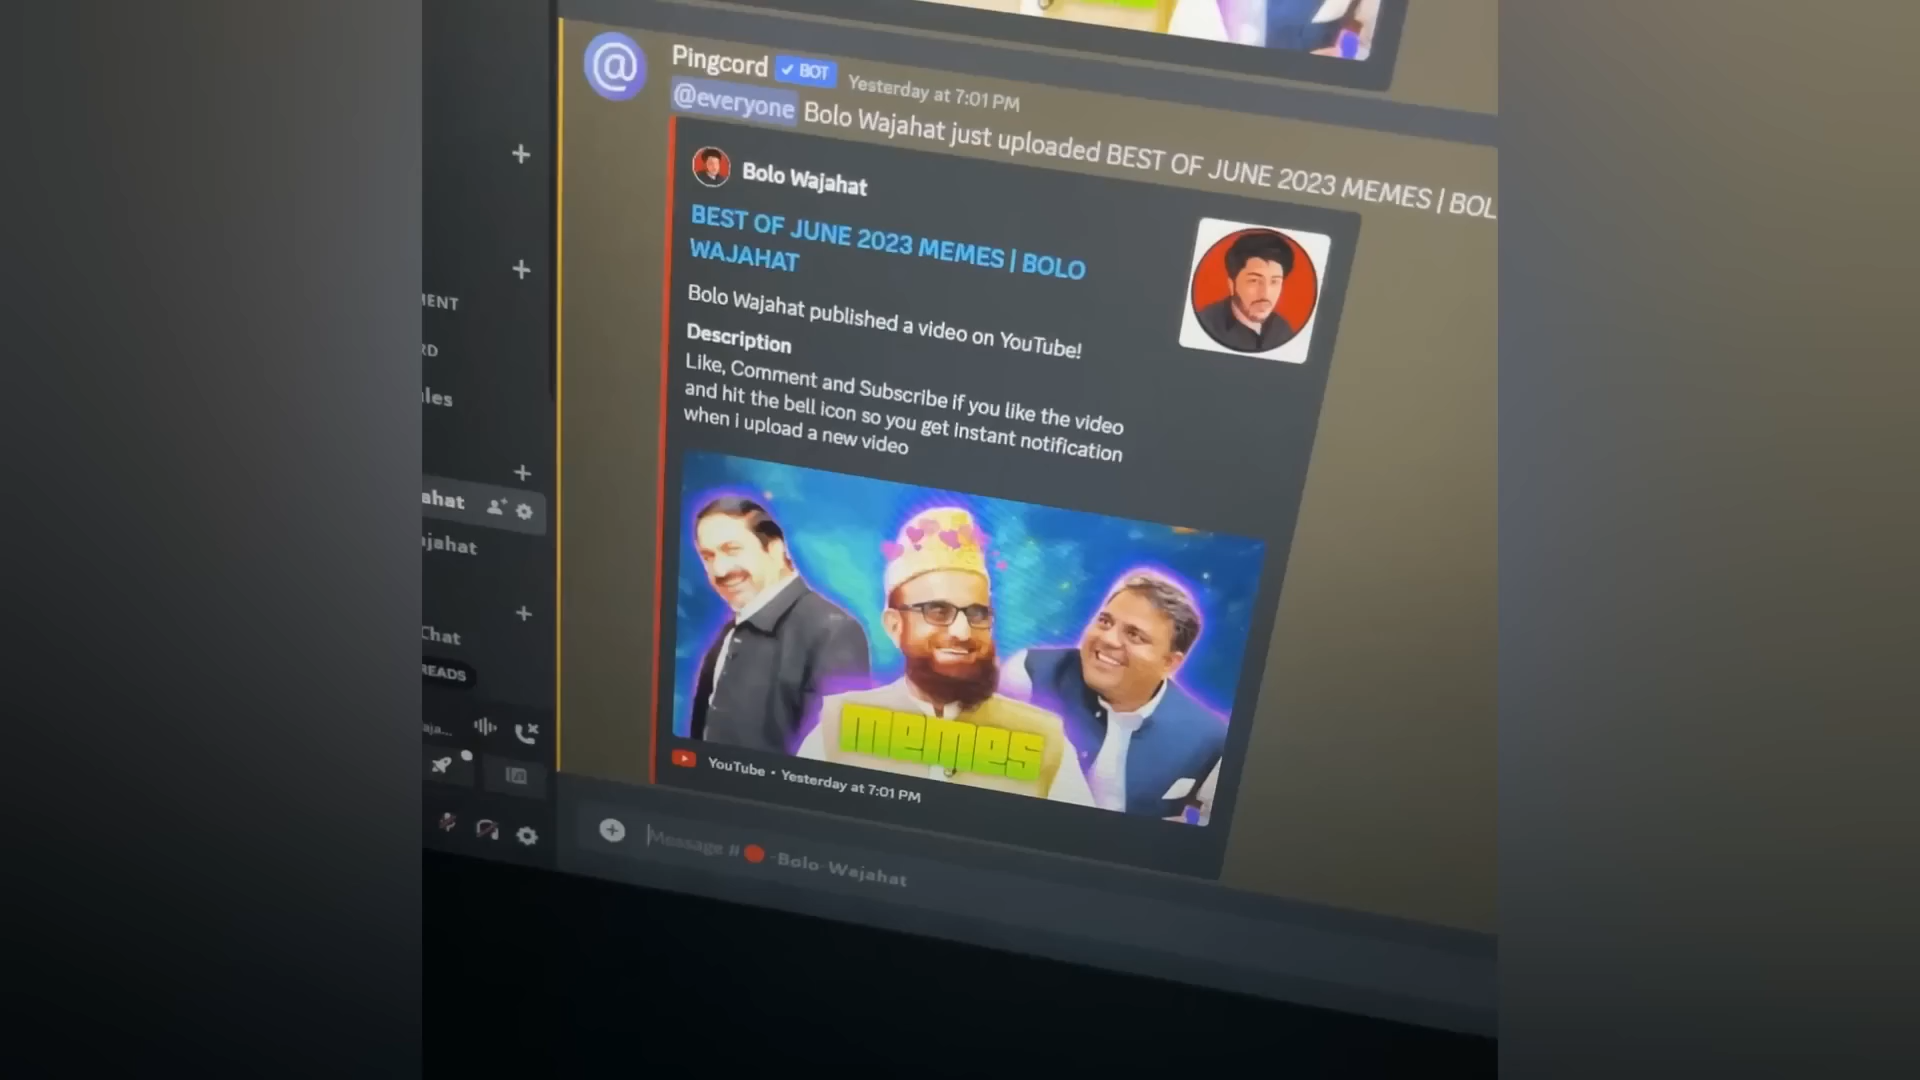 Pingcord ✓ BOT Yesterday at 7:01 PM
@everyone Bolo Wajahat just uploaded BEST OF JUNE 2023 MEMES | BOL
Bolo Wajahat
BEST OF JUNE 2023 MEMES | BOLO
WAJAHAT
Bolo Wajahat published a video on YouTube!
Description
Like, Comment and Subscribe if you like the video
and hit the bell icon so you get instant notification
when i upload a new video
memes
YouTube • Yesterday at 7:01 PM
Message # -Bolo Wajahat
MENT
RD
les
ahat
ajahat
Chat
READS
aja...